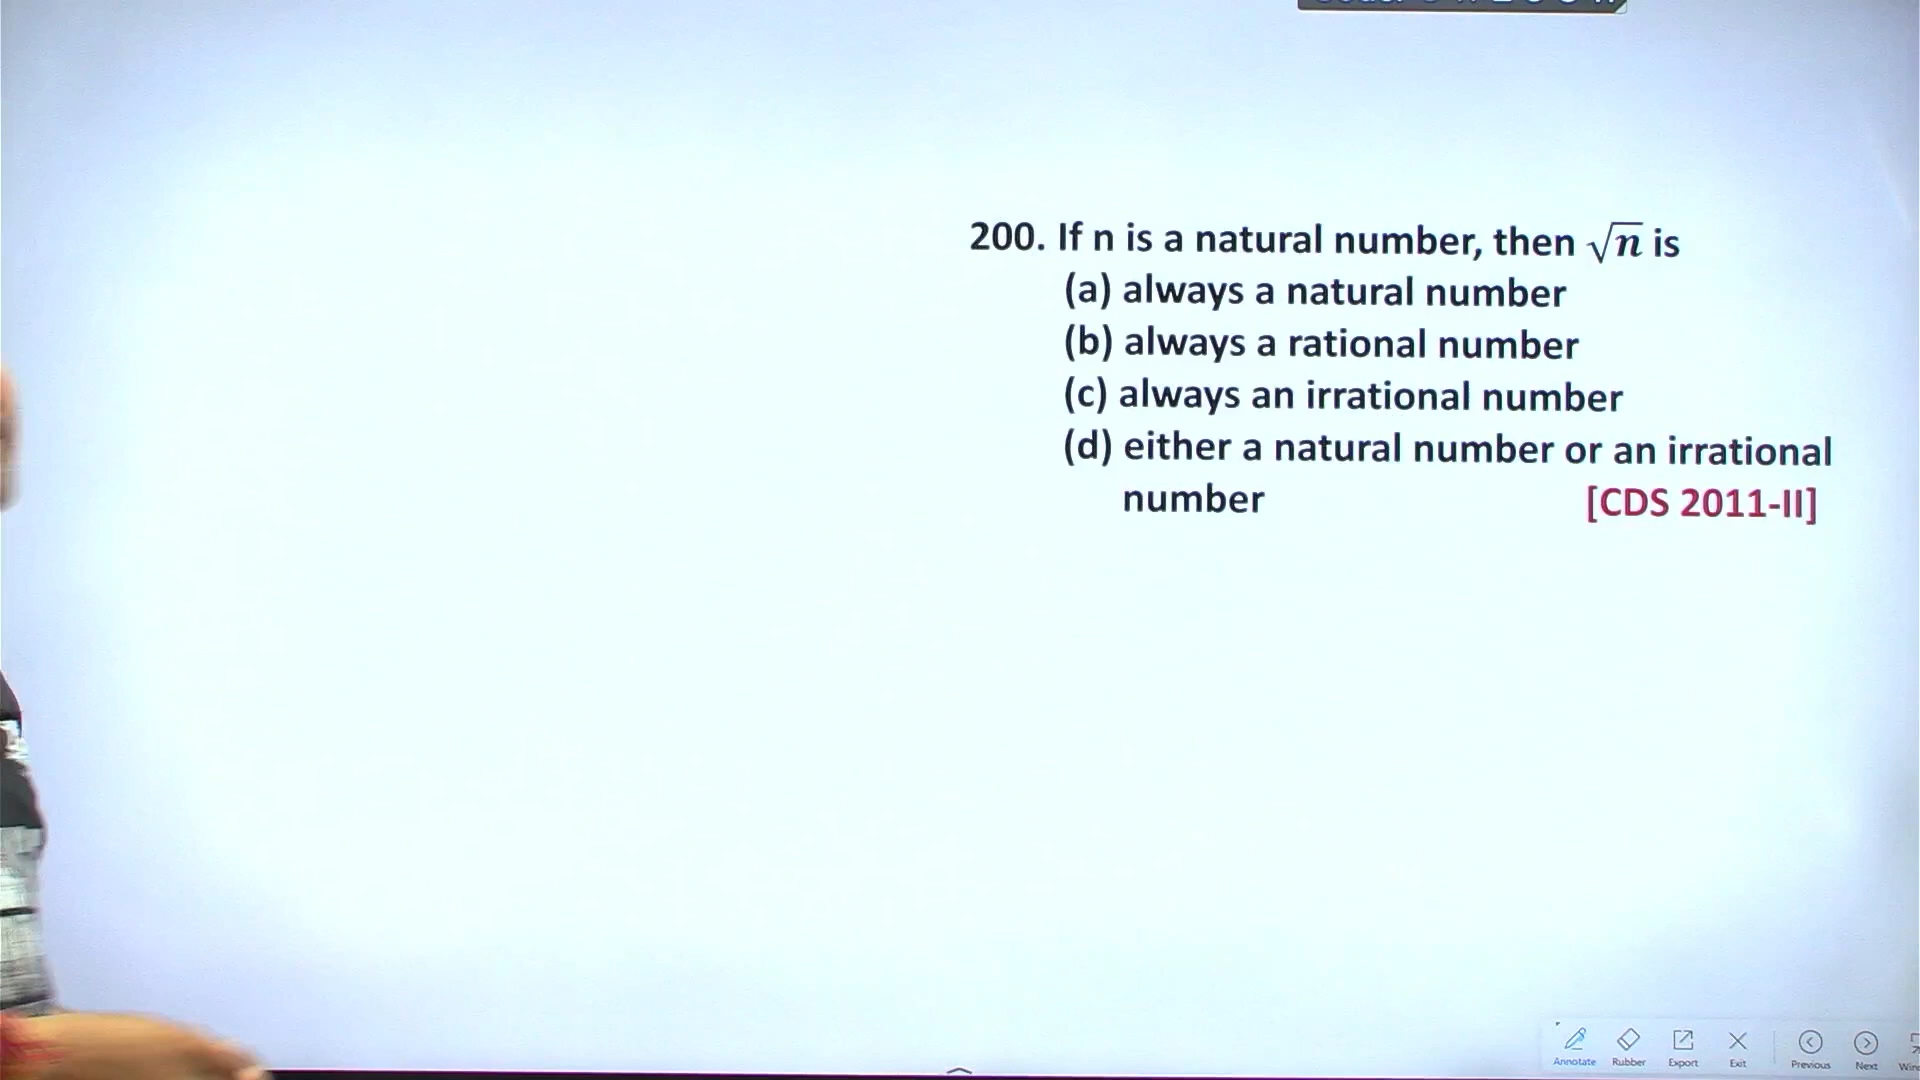 200. If n is a natural number, then √n is
(a) always a natural number
(b) always a rational number
(c) always an irrational number
(d) either a natural number or an irrational
number [CDS 2011-II]
Annotate Rubber Export Exit Previous Next